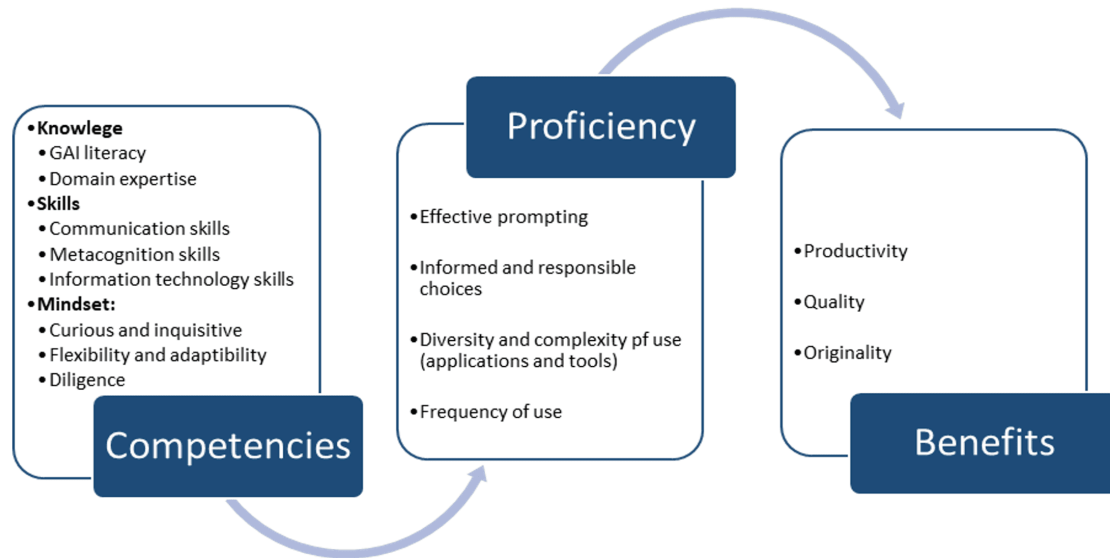 •Knowlege
•GAI literacy
•Domain expertise
•Skills
•Communication skills
•Metacognition skills
•Information technology skills
•Mindset:
•Curious and inquisitive
•Flexibility and adaptibility
•Diligence
Competencies
Proficiency
•Effective prompting
•Informed and responsible
choices
•Diversity and complexity pf use
(applications and tools)
•Frequency of use
•Productivity
•Quality
•Originality
Benefits